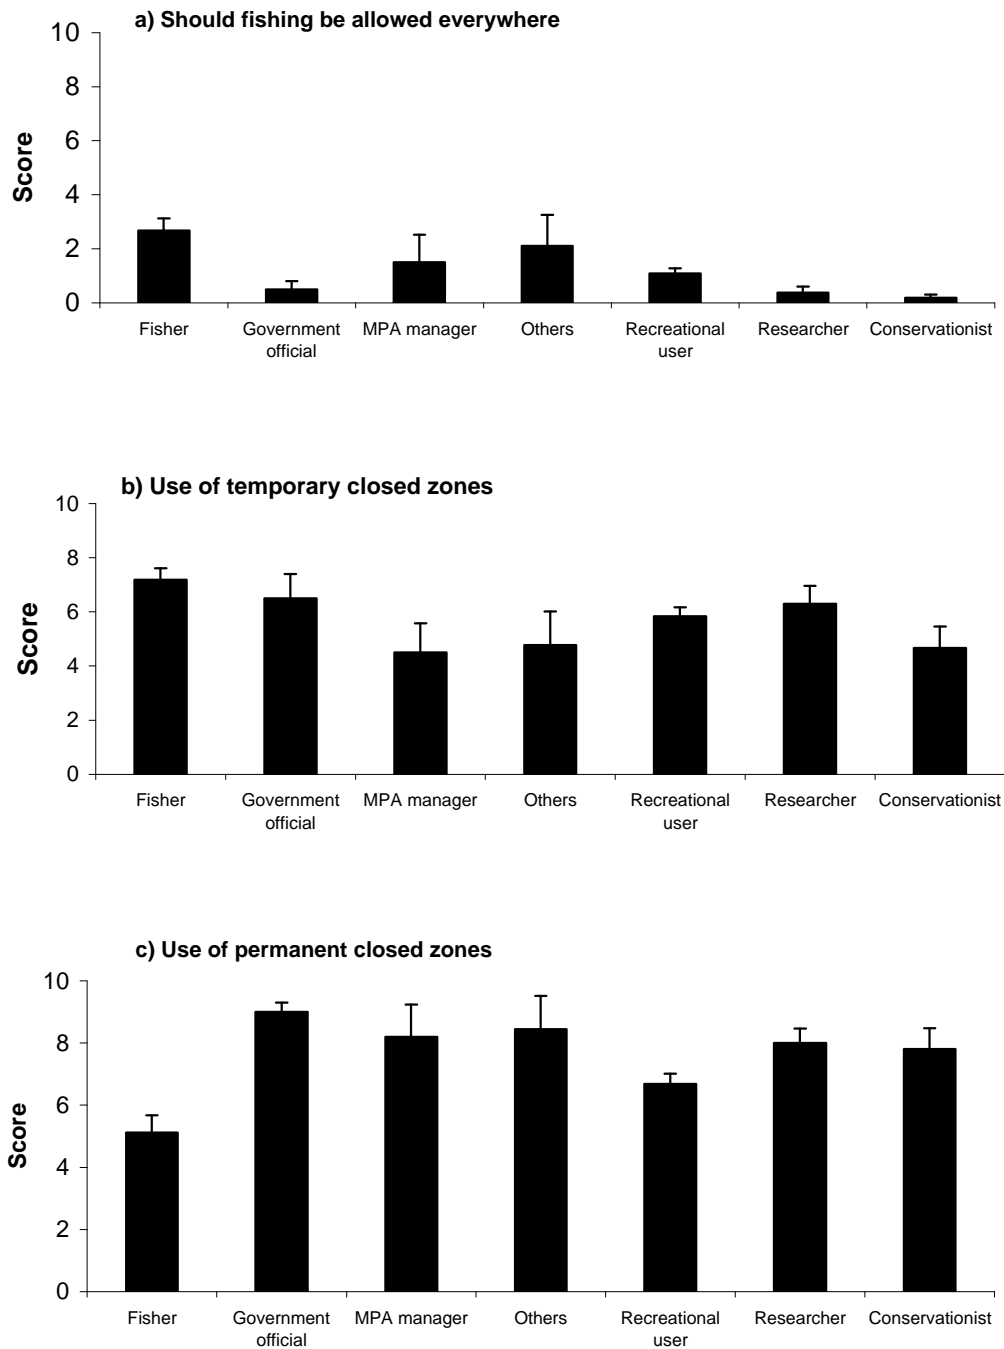 a) Should fishing be allowed everywhere
10
8
6
4
2
0
Score
Fisher
Government
official
MPA manager
Others
Recreational
user
Researcher
Conservationist
b) Use of temporary closed zones
10
8
6
4
2
0
Score
Fisher
Government
official
MPA manager
Others
Recreational
user
Researcher
Conservationist
c) Use of permanent closed zones
10
8
6
4
2
0
Score
Fisher
Government
official
MPA manager
Others
Recreational
user
Researcher
Conservationist